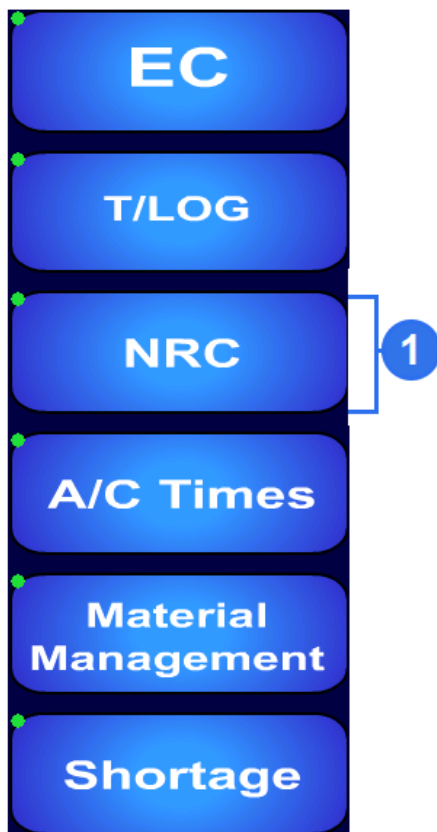 EC
T/LOG
NRC
1
A/C Times
Material
Management
Shortage